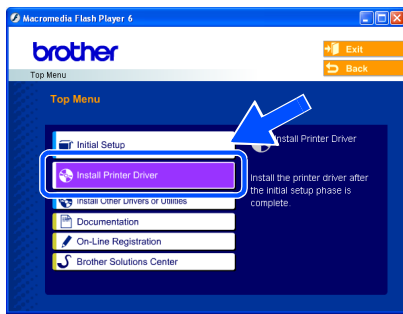 Macromedia Flash Player 6
brother
Exit
Back
Top Menu
Top Menu
Initial Setup
Install Printer Driver
Install Other Drivers or Utilities
Documentation
On-Line Registration
Brother Solutions Center
Install Printer Driver
Install the printer driver after
the initial setup phase is
complete.